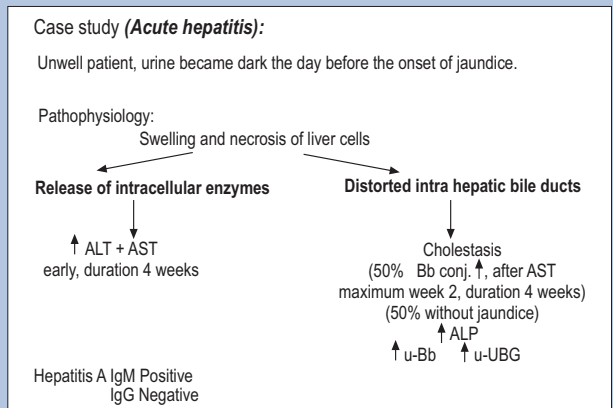 Case study (Acute hepatitis):
Unwell patient, urine became dark the day before the onset of jaundice.
Pathophysiology:
Swelling and necrosis of liver cells
Release of intracellular enzymes
↑ ALT + AST
early, duration 4 weeks
Distorted intra hepatic bile ducts
Cholestasis
(50% Bb conj. ↑, after AST
maximum week 2, duration 4 weeks)
(50% without jaundice)
↑ ALP
↑ u-Bb ↑ u-UBG
Hepatitis A IgM Positive
IgG Negative